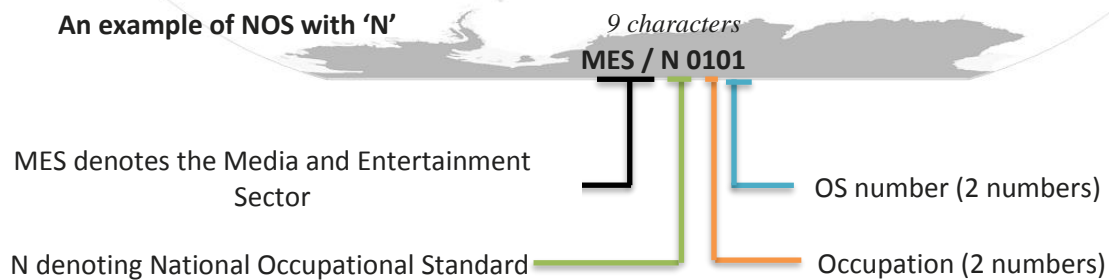 An example of NOS with ‘N’
9 characters
MES / N 0101
MES denotes the Media and Entertainment
Sector
OS number (2 numbers)
N denoting National Occupational Standard
Occupation (2 numbers)